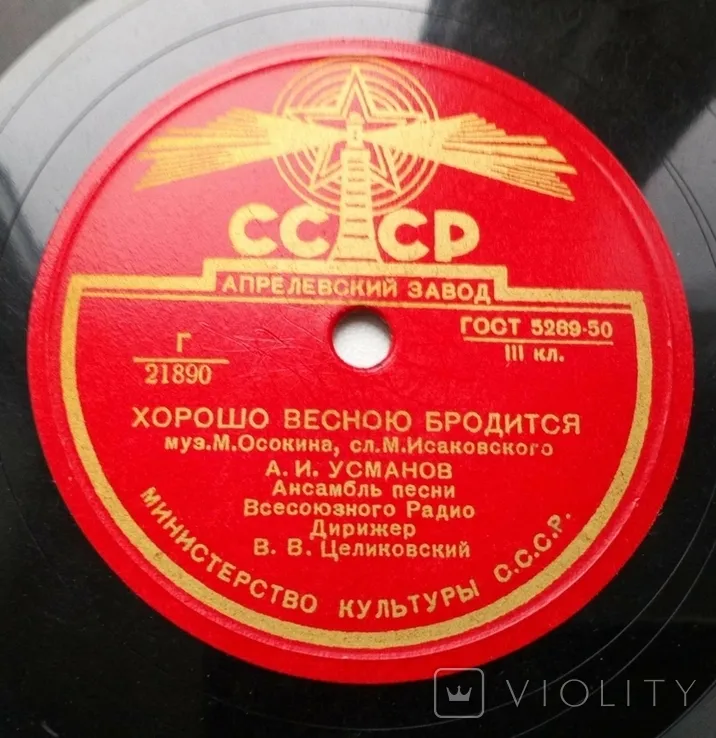 СССР
АПРЕЛЕВСКИЙ ЗАВОД
ГОСТ 5289-50
III кл.
Г
21890
ХОРОШО ВЕСНОЮ БРОДИТСЯ
муз.М.Осокина, сл.М.Исаковского
А. И. УСМАНОВ
Ансамбль песни
Всесоюзного Радио
Дирижер
В. В. Целиковский
МИНИСТЕРСТВО КУЛЬТУРЫ С.С.С.Р.
VIOLITY